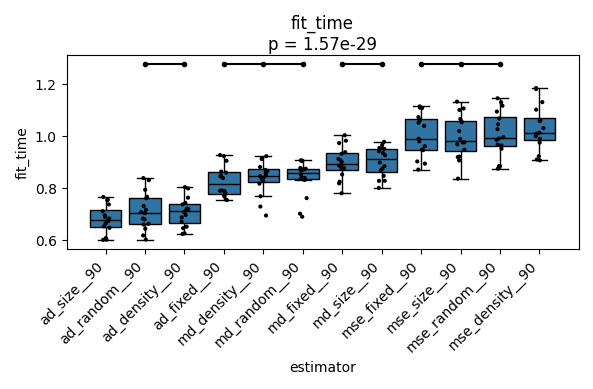 fit_time
p = 1.57e-29
fit_time
1.2
1.0
0.8
0.6
ad_size__90
ad_random__90
ad_density__90
ad_fixed__90
md_density__90
md_random__90
md_fixed__90
md_size__90
mse_fixed__90
mse_size__90
mse_random__90
mse_density__90
estimator